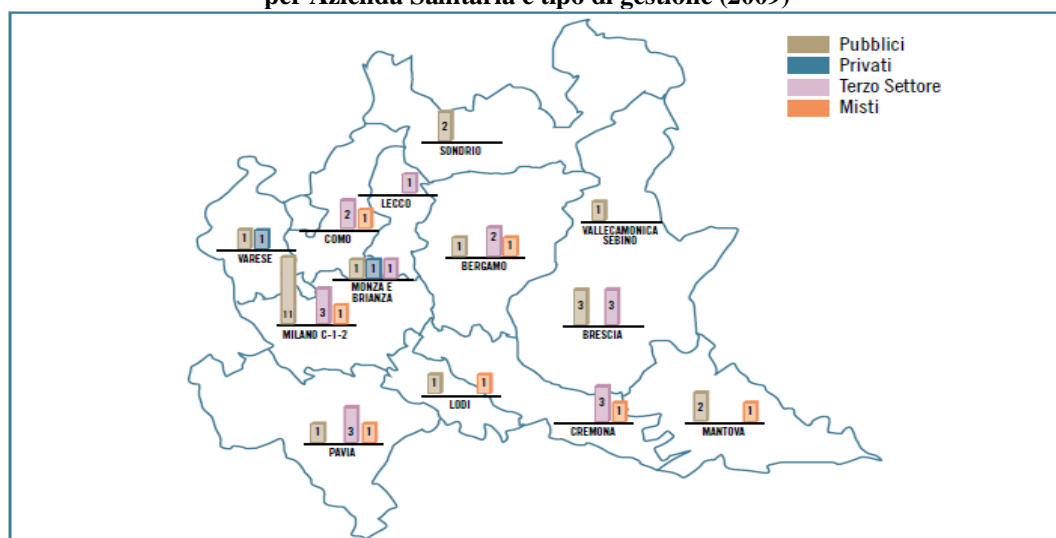 per Azienda Sanitaria e tipo di gestione (2009)
Pubblici
Privati
Terzo Settore
Misti
2
SONDRIO
1
LECCO
2 1
COMO
1
VALLECAMONICA
SEBINO
1 1
VARESE
1 2 1
BERGAMO
1 1 1
MONZA E
BRIANZA
11 3 1
MILANO C-1-2
3 3
BRESCIA
1 1
LODI
3 1
CREMONA
2 1
MANTOVA
1 3 1
PAVIA